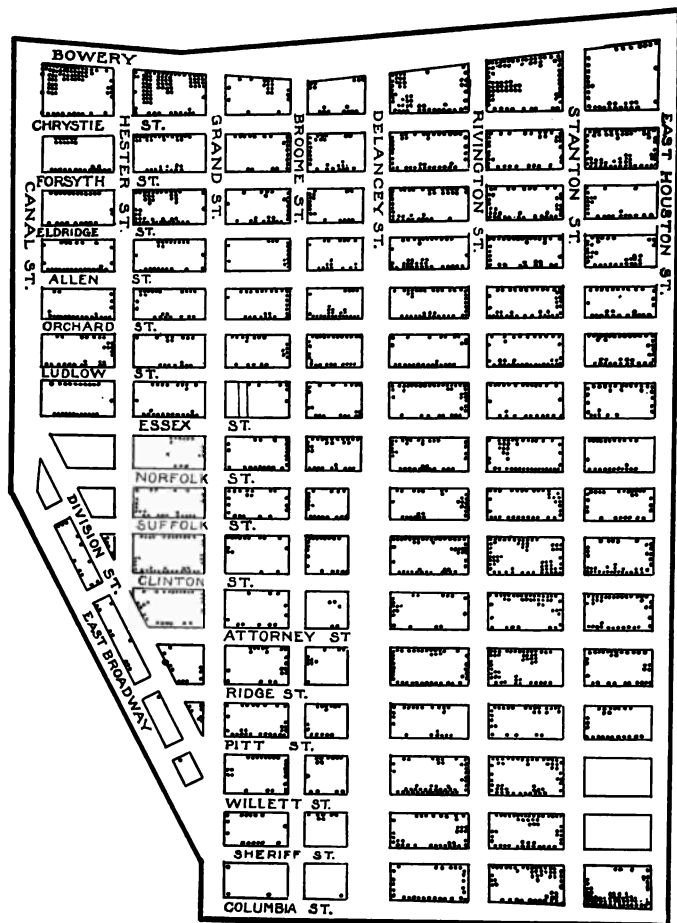 BOWERY
CHRYSTIE ST.
FORSYTH ST.
ELDRIDGE ST.
ALLEN ST.
ORCHARD ST.
LUDLOW ST.
ESSEX ST.
NORFOLK ST.
SUFFOLK ST.
CLINTON ST.
ATTORNEY ST
RIDGE ST.
PITT ST.
WILLETT ST.
SHERIFF ST.
COLUMBIA ST.
CANAL ST.
HESTER ST.
GRAND ST.
BROOME ST.
DELANCEY ST.
RIVINGTON ST.
STANTON ST.
EAST HOUSTON ST.
DIVISION ST.
EAST BROADWAY